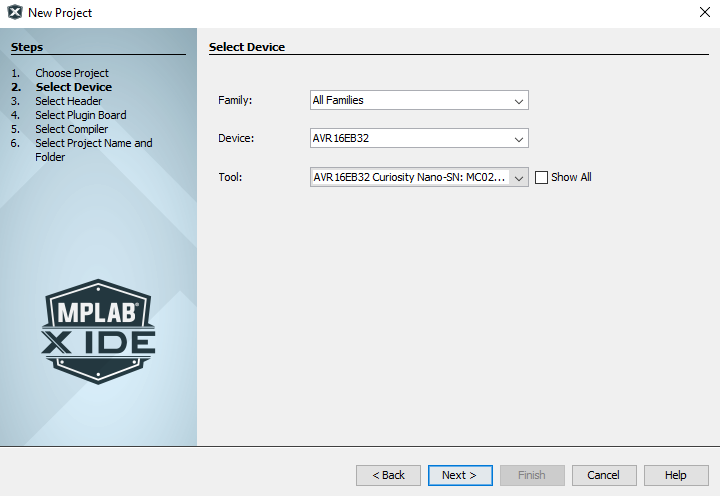 New Project
Steps
1. Choose Project
2. Select Device
3. Select Header
4. Select Plugin Board
5. Select Compiler
6. Select Project Name and
Folder
MPLAB®
X IDE
Select Device
Family: All Families
Device: AVR16EB32
Tool: AVR16EB32 Curiosity Nano-SN: MC02... Show All
< Back Next > Finish Cancel Help